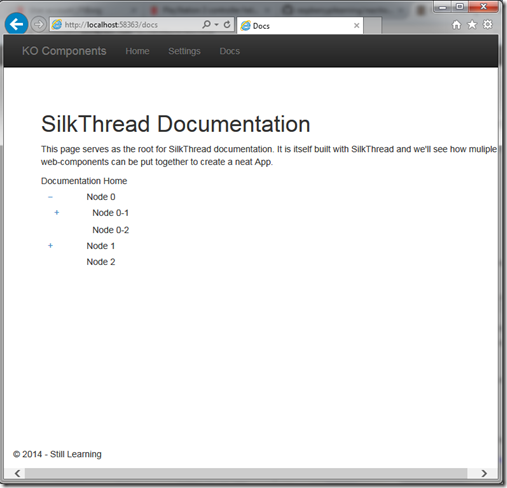 http://localhost:58363/docs
Docs
KO Components Home Settings Docs
SilkThread Documentation
This page serves as the root for SilkThread documentation. It is itself built with SilkThread and we'll see how muliple
web-components can be put together to create a neat App.
Documentation Home
− Node 0
+ Node 0-1
Node 0-2
+ Node 1
Node 2
© 2014 - Still Learning